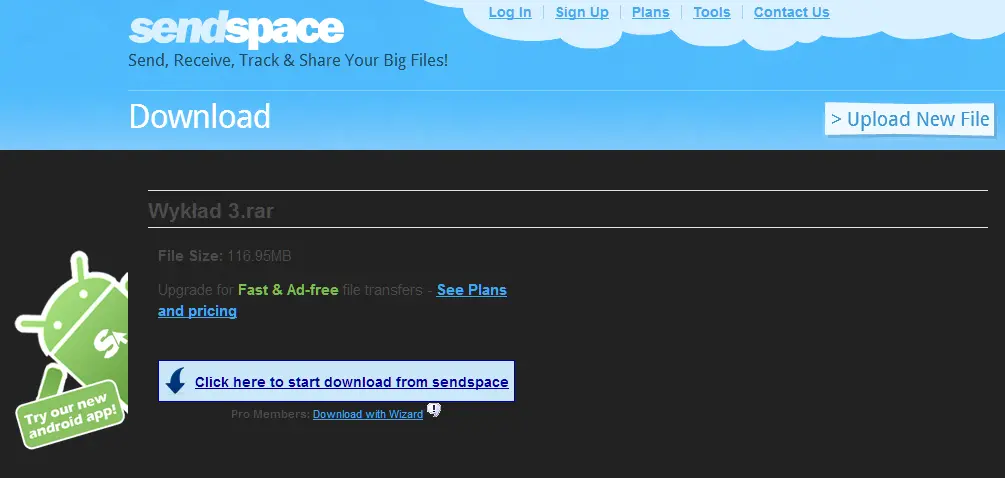 Log In
Sign Up
Plans
Tools
Contact Us
sendspace
Send, Receive, Track & Share Your Big Files!
Download
> Upload New File
Wykład 3.rar
File Size: 116.95MB
Upgrade for Fast & Ad-free file transfers - See Plans
and pricing
Click here to start download from sendspace
Pro Members: Download with Wizard
Try our new
android app!